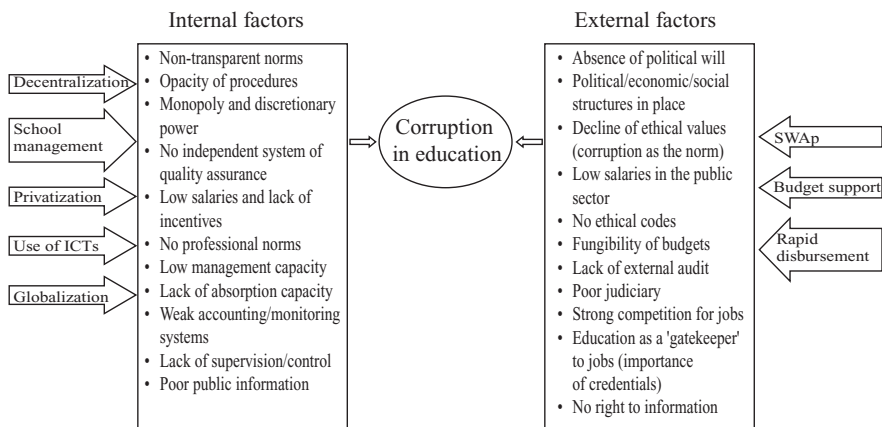 Internal factors
External factors
Decentralization
School
management
Privatization
Use of ICTs
Globalization
• Non-transparent norms
• Opacity of procedures
• Monopoly and discretionary
power
• No independent system of
quality assurance
• Low salaries and lack of
incentives
• No professional norms
• Low management capacity
• Lack of absorption capacity
• Weak accounting/monitoring
systems
• Lack of supervision/control
• Poor public information
Corruption
in education
• Absence of political will
• Political/economic/social
structures in place
• Decline of ethical values
(corruption as the norm)
• Low salaries in the public
sector
• No ethical codes
• Fungibility of budgets
• Lack of external audit
• Poor judiciary
• Strong competition for jobs
• Education as a 'gatekeeper'
to jobs (importance
of credentials)
• No right to information
SWAp
Budget support
Rapid
disbursement